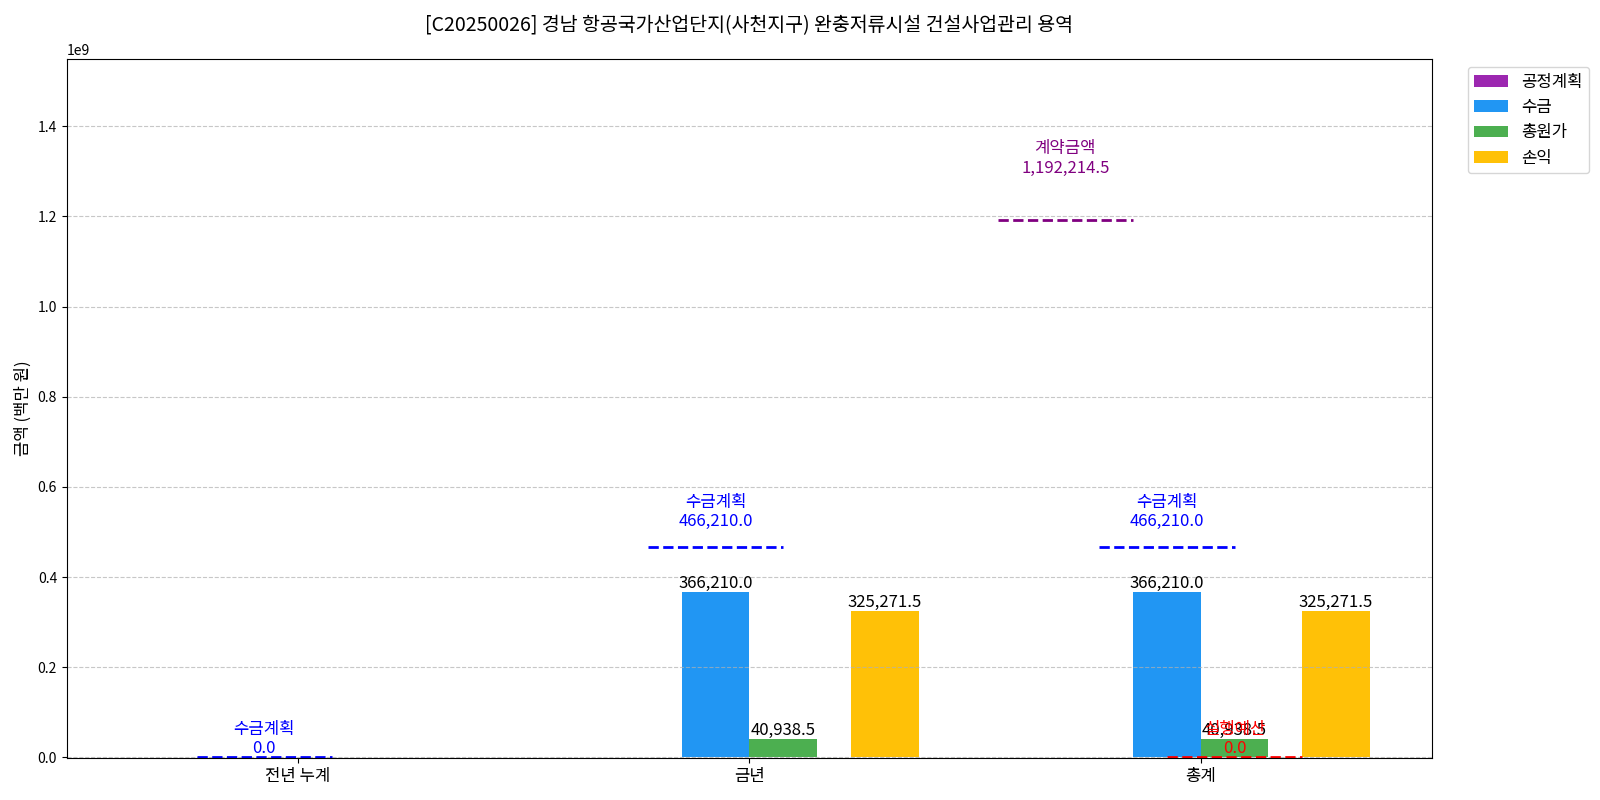 [C20250026] 경남 항공국가산업단지(사천지구) 완충저류시설 건설사업관리 용역
1e9
공정계획
수금
총원가
손익
1.4
1.2
1.0
0.8
0.6
0.4
0.2
0.0
금액 (백만 원)
계약금액
1,192,214.5
수금계획
466,210.0
수금계획
466,210.0
366,210.0
325,271.5
366,210.0
325,271.5
수금계획
0.0
40,938.5
40,938.5
0.0
전년 누계
금년
총계